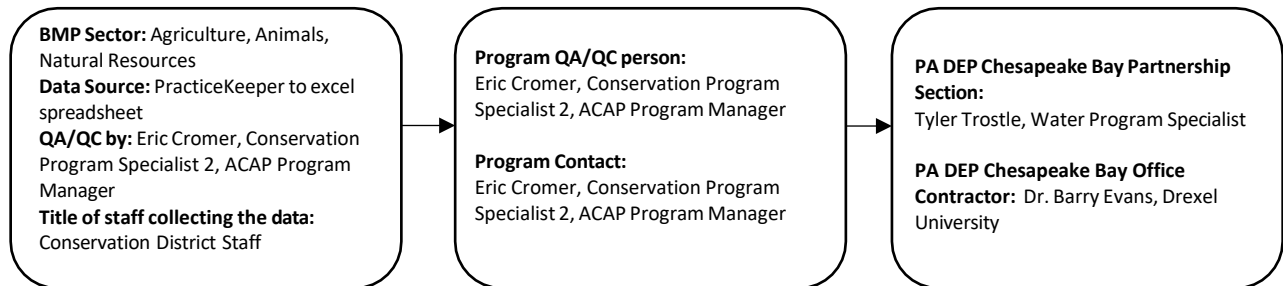 BMP Sector: Agriculture, Animals,
Natural Resources
Data Source: PracticeKeeper to excel
spreadsheet
QA/QC by: Eric Cromer, Conservation
Program Specialist 2, ACAP Program
Manager
Title of staff collecting the data:
Conservation District Staff
Program QA/QC person:
Eric Cromer, Conservation Program
Specialist 2, ACAP Program Manager
Program Contact:
Eric Cromer, Conservation Program
Specialist 2, ACAP Program Manager
PA DEP Chesapeake Bay Partnership
Section:
Tyler Trostle, Water Program Specialist
PA DEP Chesapeake Bay Office
Contractor: Dr. Barry Evans, Drexel
University